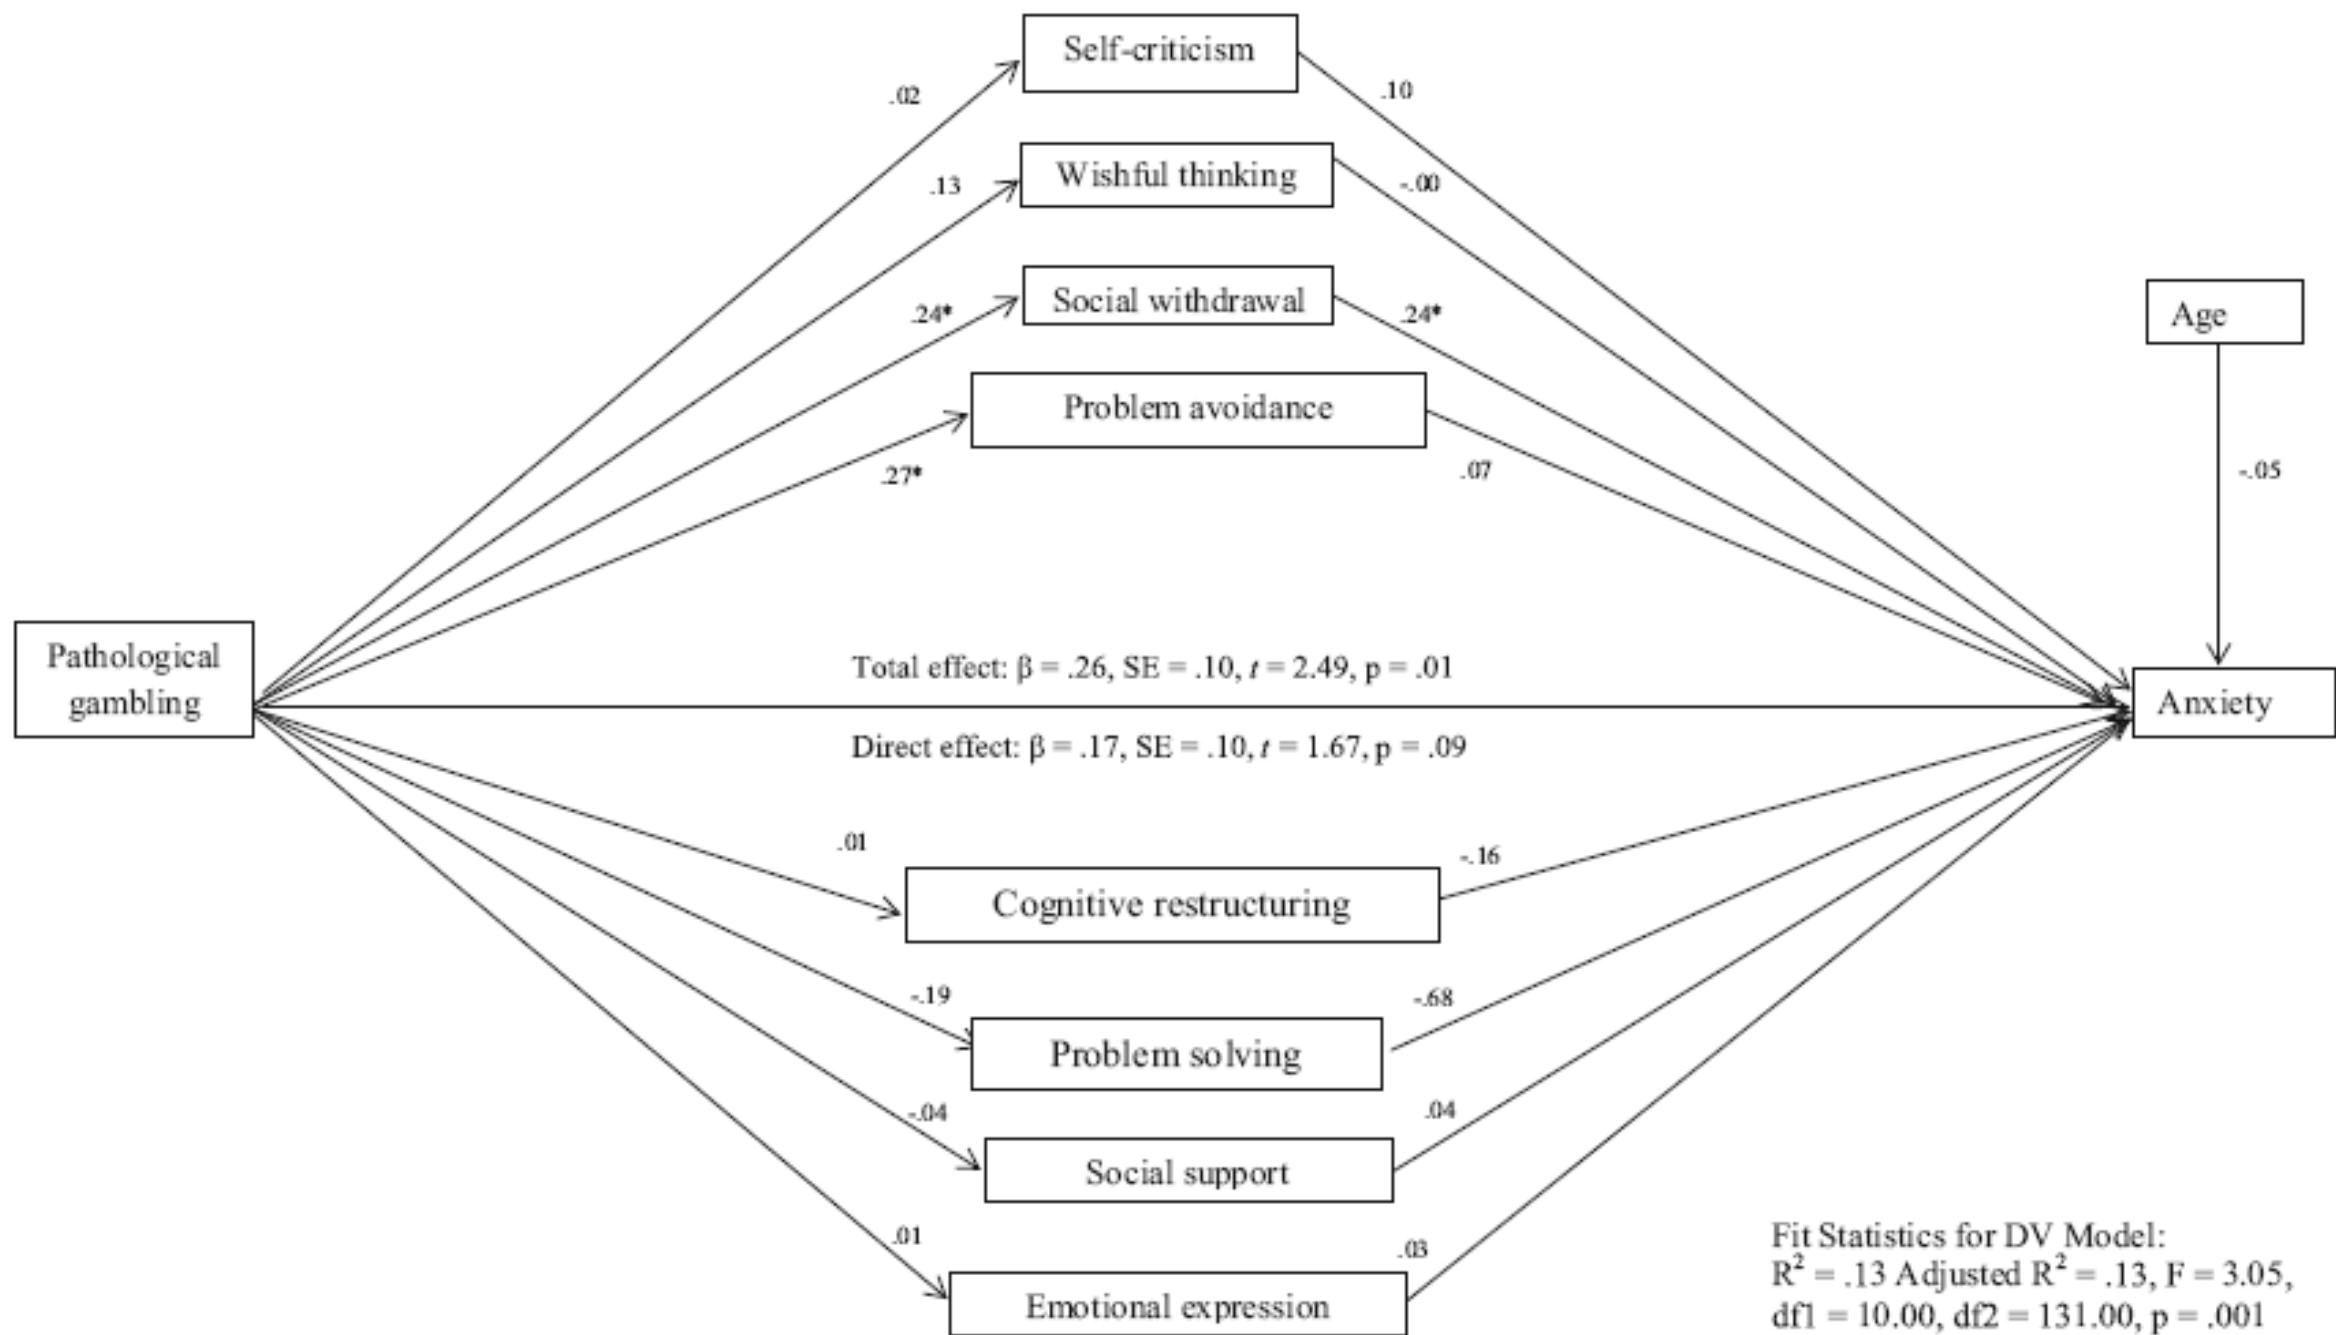 Self-criticism
.02
.10
Wishful thinking
.13
-.00
Social withdrawal
.24*
.24*
Age
Problem avoidance
.27*
.07
-.05
Pathological
gambling
Total effect: β = .26, SE = .10, t = 2.49, p = .01
Anxiety
Direct effect: β = .17, SE = .10, t = 1.67, p = .09
.01
-.16
Cognitive restructuring
-.19
-.68
Problem solving
-.04
.04
Social support
.01
.03
Emotional expression
Fit Statistics for DV Model:
R² = .13 Adjusted R² = .13, F = 3.05,
df1 = 10.00, df2 = 131.00, p = .001